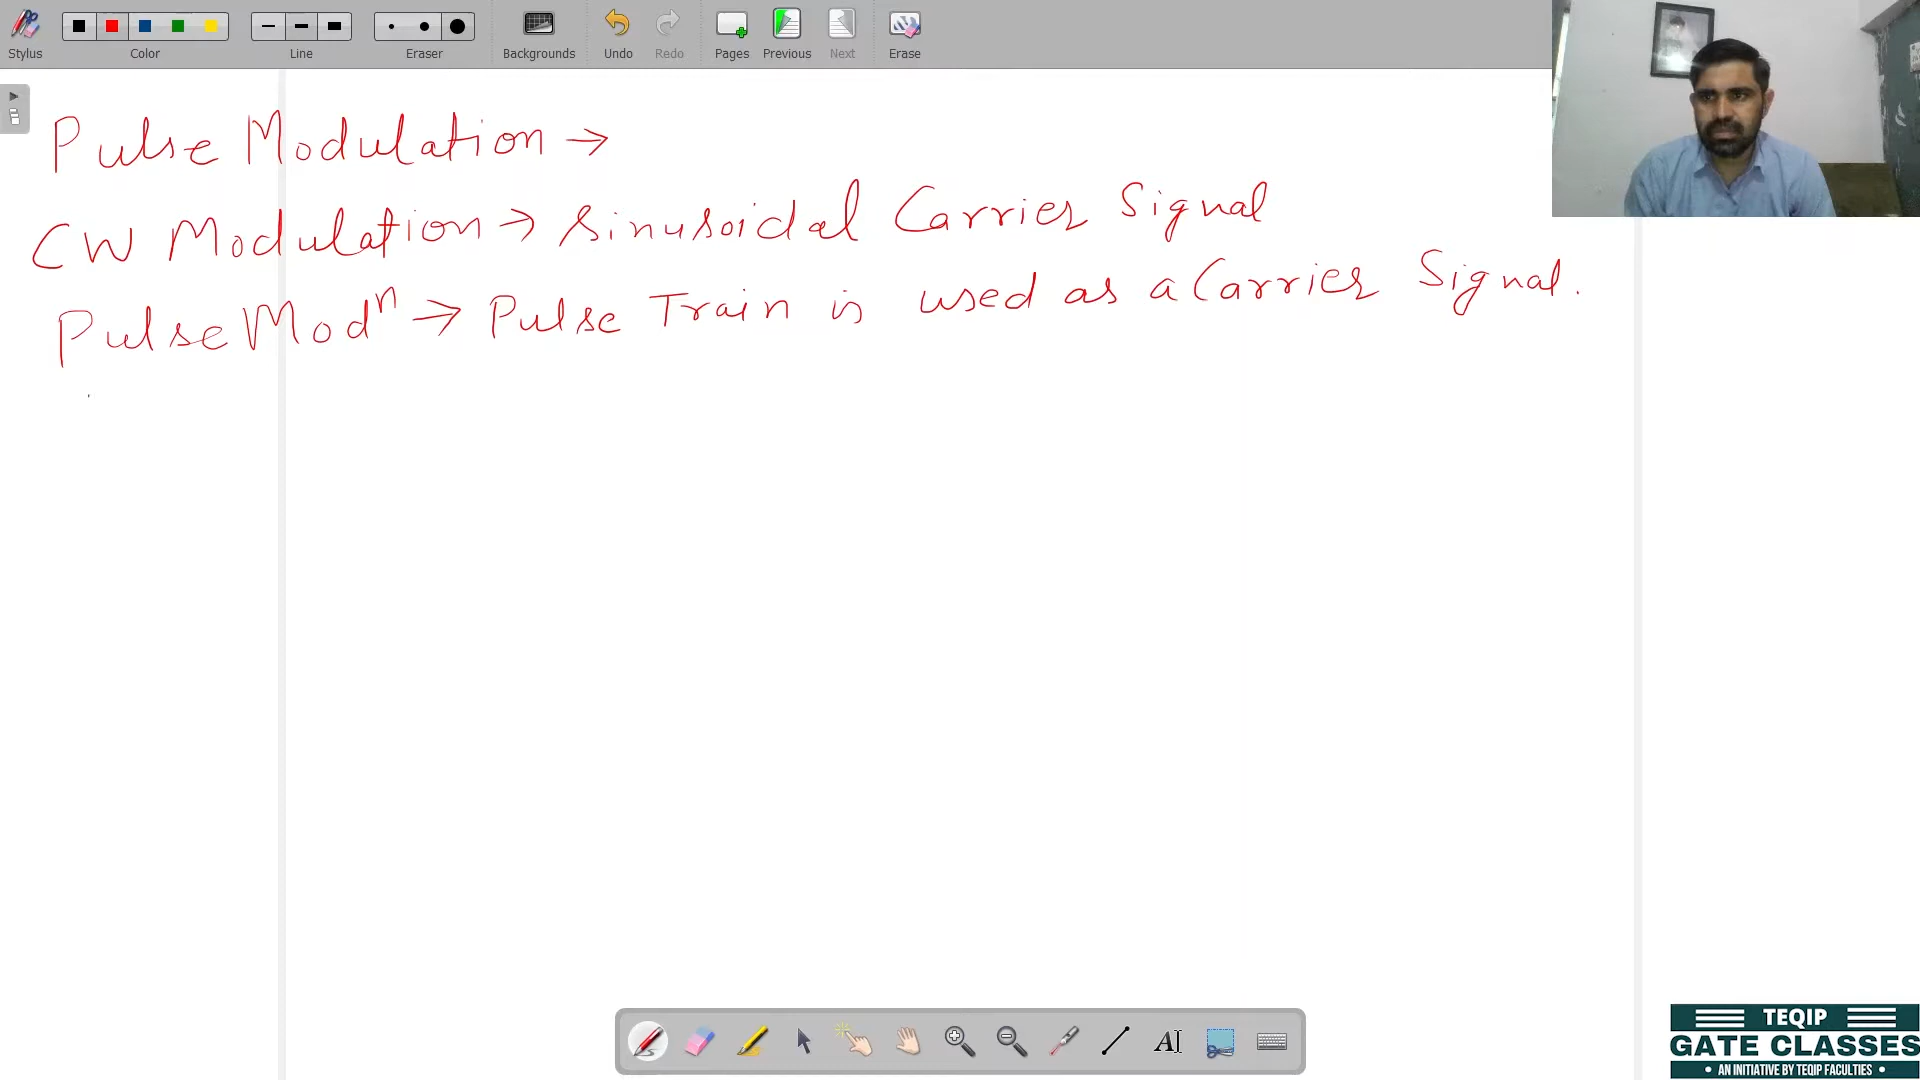 Stylus Color Line Eraser Backgrounds Undo Redo Pages Previous Next Erase
Pulse Modulation →
CW Modulation → Sinusoidal Carrier Signal
Pulse Modⁿ → Pulse Train is used as a Carrier Signal.
TEQIP
GATE CLASSES
• AN INITIATIVE BY TEQIP FACULTIES •